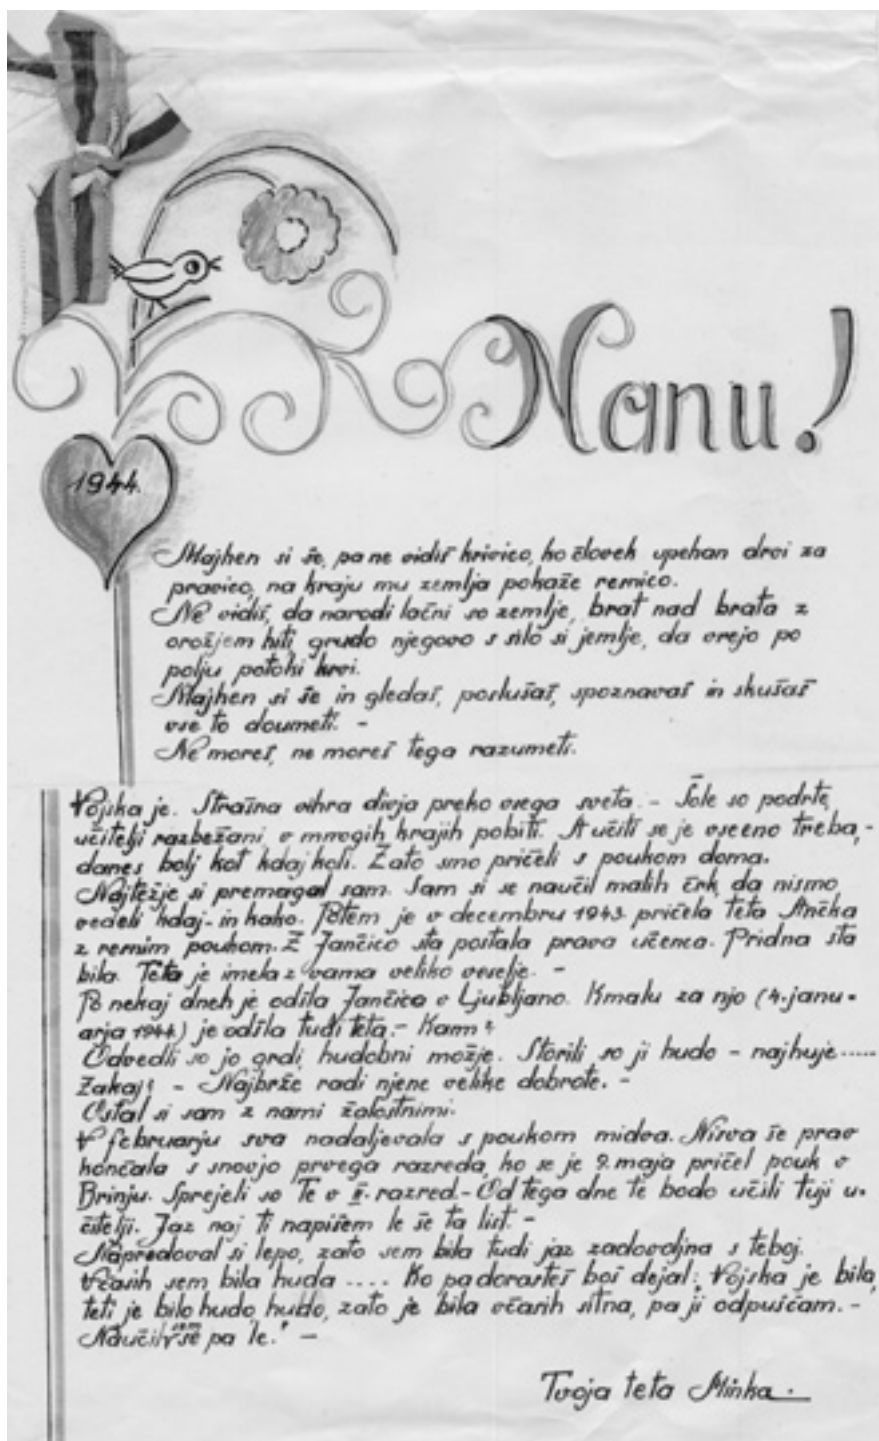 Nanu!
1944.
Majhen si še, pa ne vidiš krivico, ko človek upehan drvi za
pravico, na kraju mu zemlja pokaže remico.
Ne vidiš, da narodi lačni so zemlje, brat nad brata z
orožjem hiti, grudo njegovo s silo si jemlje, da vrejo po
polju potoki krvi.
Majhen si še in gledaš, poslušaš, spoznavaš in skušaš
vse to doumeti. -
Ne moreš, ne moreš tega razumeti.
Vojska je. Strašna vihra divja preko vsega sveta. - Šole so podrte,
učitelji razbežani v mnogih krajih pobiti. A učiti se je vseeno treba, -
danes bolj kot kdaj koli. Zato smo pričeli s poukom doma.
Najtežje si premagal sam. Sam si se naučil malih črk, da nismo
vedeli kdaj- in kako. Potem je v decembru 1943. pričela teta Ančka
z remim poukom. Z Jančico sta postala prava učenca. Pridna sta
bila. Teta je imela z vama veliko veselje. -
Po nekaj dneh je odšla Jančica v Ljubljano. Kmalu za njo (4. janu-
arja 1944) je odšla tudi teta. - Kam?
Odvedli so jo grdi, hudobni možje. Storili so ji hudo - najhuje.....
Zakaj? - Najbrže radi njene velike dobrote. -
Ostal si sam z nami žalostnimi.
V februarju sva nadaljevala s poukom midva. Nisva še prav
končala s snovjo prvega razreda, ko se je 9. maja pričel pouk v
Brinju. Sprejeli so Te v II. razred. - Od tega dne te bodo učili tuji u-
čitelji. Jaz naj ti napišem le še ta list. -
Napredoval si lepo, zato sem bila tudi jaz zadovoljna s teboj.
Včasih sem bila huda .... Ko pa dorasteš boš dejal: Vojska je bila,
teti je bilo hudo, hudo, zato je bila včasih sitna, pa ji odpuščam. -
Naučil sem se pa le." -
Tvoja teta Minka.